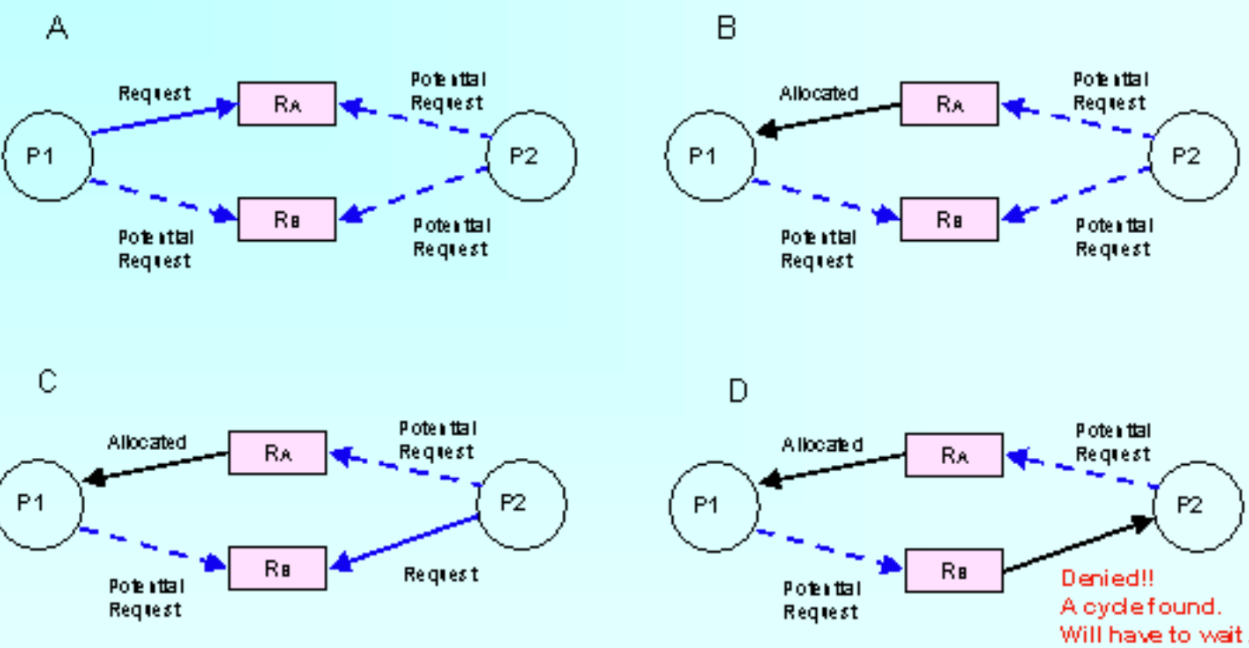 A
Request
RA
Potential
Request
P1
P2
RB
Potential
Request
Potential
Request
B
Allocated
RA
Potential
Request
P1
P2
RB
Potential
Request
Potential
Request
C
Allocated
RA
Potential
Request
P1
P2
RB
Potential
Request
Request
D
Allocated
RA
Potential
Request
P1
P2
RB
Potential
Request
Denied!!
A cycle found.
Will have to wait